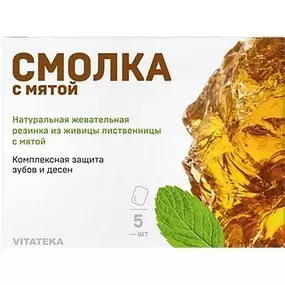 СМОЛКА
С МЯТОЙ
Натуральная жевательная
резинка из живицы лиственницы
с мятой
Комплексная защита
зубов и десен
5
— ШТ
VITATEKA